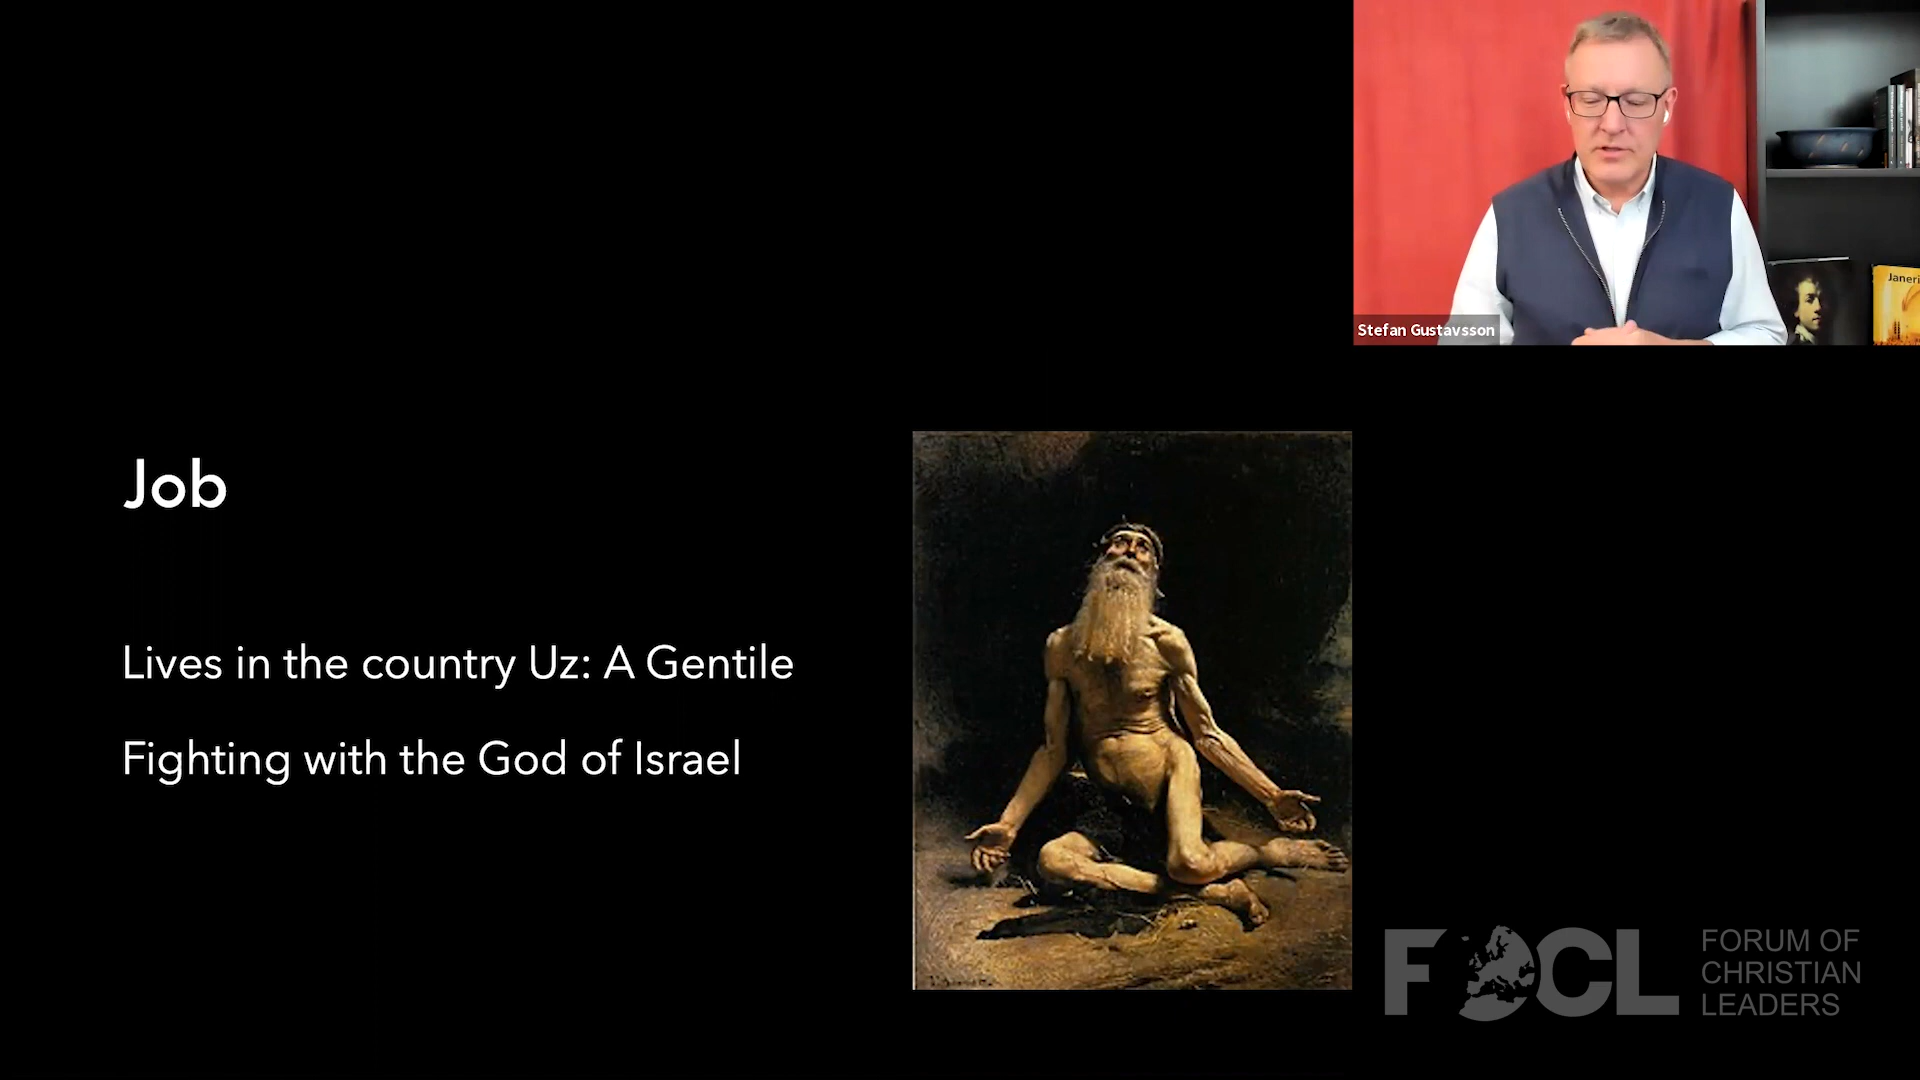 Stefan Gustavsson
Janeri
Job
Lives in the country Uz: A Gentile
Fighting with the God of Israel
FOCL
FORUM OF
CHRISTIAN
LEADERS